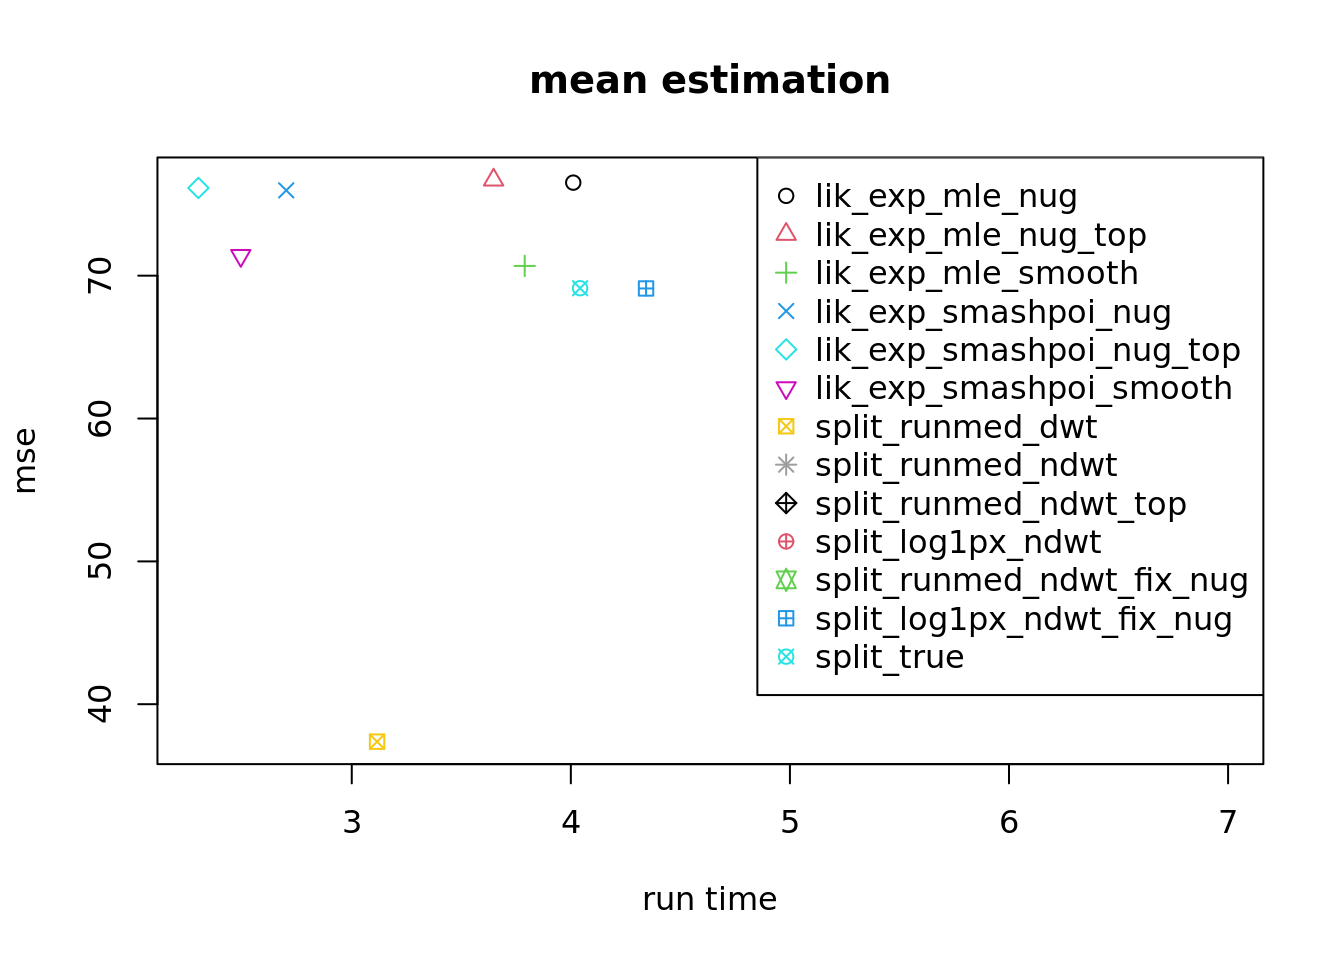 mean estimation
mse
70
60
50
40
lik_exp_mle_nug
lik_exp_mle_nug_top
lik_exp_mle_smooth
lik_exp_smashpoi_nug
lik_exp_smashpoi_nug_top
lik_exp_smashpoi_smooth
split_runmed_dwt
split_runmed_ndwt
split_runmed_ndwt_top
split_log1px_ndwt
split_runmed_ndwt_fix_nug
split_log1px_ndwt_fix_nug
split_true
3 4 5 6 7
run time